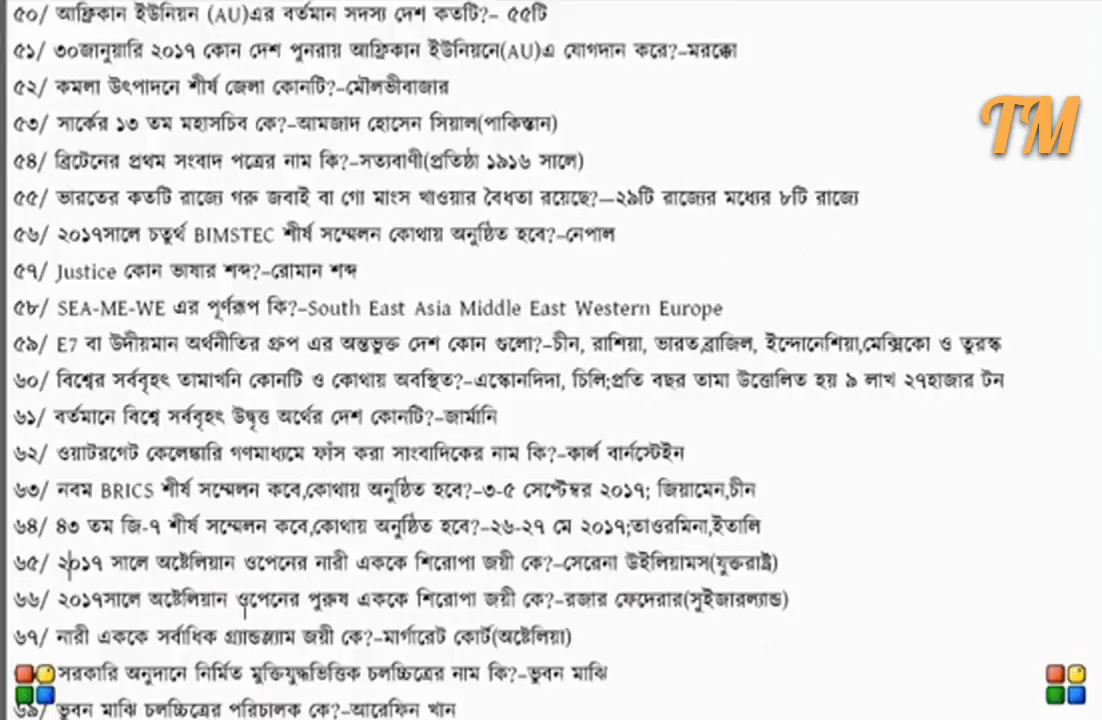 ৫০/ আফ্রিকান ইউনিয়ন (AU)এর বর্তমান সদস্য দেশ কতটি?– ৫৫টি
৫১/ ৩০জানুয়ারি ২০১৭ কোন দেশ পুনরায় আফ্রিকান ইউনিয়নে(AU)এ যোগদান করে?–মরক্কো
৫২/ কমলা উৎপাদনে শীর্ষ জেলা কোনটি?–মৌলভীবাজার
৫৩/ সার্কের ১৩ তম মহাসচিব কে?–আমজাদ হোসেন সিয়াল(পাকিস্তান)
TM
৫৪/ ব্রিটেনের প্রথম সংবাদ পত্রের নাম কি?–সত্যবাণী(প্রতিষ্ঠা ১৯১৬ সালে)
৫৫/ ভারতের কতটি রাজ্যে গরু জবাই বা গো মাংস খাওয়ার বৈধতা রয়েছে?–২৯টি রাজ্যের মধ্যের ৮টি রাজ্যে
৫৬/ ২০১৭সালে চতুর্থ BIMSTEC শীর্ষ সম্মেলন কোথায় অনুষ্ঠিত হবে?–নেপাল
৫৭/ Justice কোন ভাষার শব্দ?–রোমান শব্দ
৫৮/ SEA-ME-WE এর পূর্ণরূপ কি?–South East Asia Middle East Western Europe
৫৯/ E7 বা উদীয়মান অর্থনীতির গ্রুপ এর অন্তভুক্ত দেশ কোন গুলো?–চীন, রাশিয়া, ভারত,ব্রাজিল, ইন্দোনেশিয়া,মেক্সিকো ও তুরস্ক
৬০/ বিশ্বের সর্ববৃহৎ তামাখনি কোনটি ও কোথায় অবস্থিত?–এস্কোনদিদা, চিলি;প্রতি বছর তামা উত্তোলিত হয় ৯ লাখ ২৭হাজার টন
৬১/ বর্তমানে বিশ্বে সর্ববৃহৎ উদ্বৃত্ত অর্থের দেশ কোনটি?–জার্মানি
৬২/ ওয়াটরগেট কেলেঙ্কারি গণমাধ্যমে ফাঁস করা সাংবাদিকের নাম কি?–কার্ল বার্নস্টেইন
৬৩/ নবম BRICS শীর্ষ সম্মেলন কবে,কোথায় অনুষ্ঠিত হবে?–৩-৫ সেপ্টেম্বর ২০১৭; জিয়ামেন,চীন
৬৪/ ৪৩ তম জি-৭ শীর্ষ সম্মেলন কবে,কোথায় অনুষ্ঠিত হবে?–২৬-২৭ মে ২০১৭;তাওরমিনা,ইতালি
৬৫/ ২০১৭ সালে অষ্টেলিয়ান ওপেনের নারী এককে শিরোপা জয়ী কে?–সেরেনা উইলিয়ামস(যুক্তরাষ্ট্র)
৬৬/ ২০১৭সালে অষ্টেলিয়ান ওপেনের পুরুষ এককে শিরোপা জয়ী কে?–রজার ফেদেরার(সুইজারল্যান্ড)
৬৭/ নারী এককে সর্বাধিক গ্র্যান্ডস্ল্যাম জয়ী কে?–মার্গারেট কোর্ট(অষ্টেলিয়া)
সরকারি অনুদানে নির্মিত মুক্তিযুদ্ধভিত্তিক চলচ্চিত্রের নাম কি?–ভুবন মাঝি
৬৯/ ভুবন মাঝি চলচ্চিত্রের পরিচালক কে?–আরেফিন খান